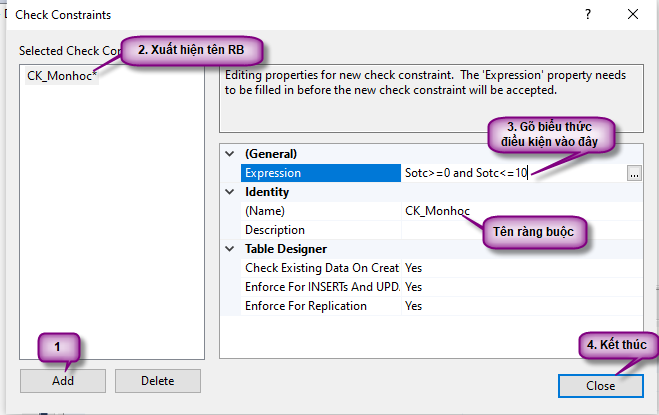 Check Constraints
?
Selected Check Con
2. Xuất hiện tên RB
CK_Monhoc*
Editing properties for new check constraint. The 'Expression' property needs
to be filled in before the new check constraint will be accepted.
3. Gõ biểu thức
điều kiện vào đây
(General)
Expression
Sotc>=0 and Sotc<=10
...
Identity
(Name)
CK_Monhoc
Description
Tên ràng buộc
Table Designer
Check Existing Data On Creat
Yes
Enforce For INSERTs And UPD.
Yes
Enforce For Replication
Yes
1
4. Kết thúc
Add
Delete
Close